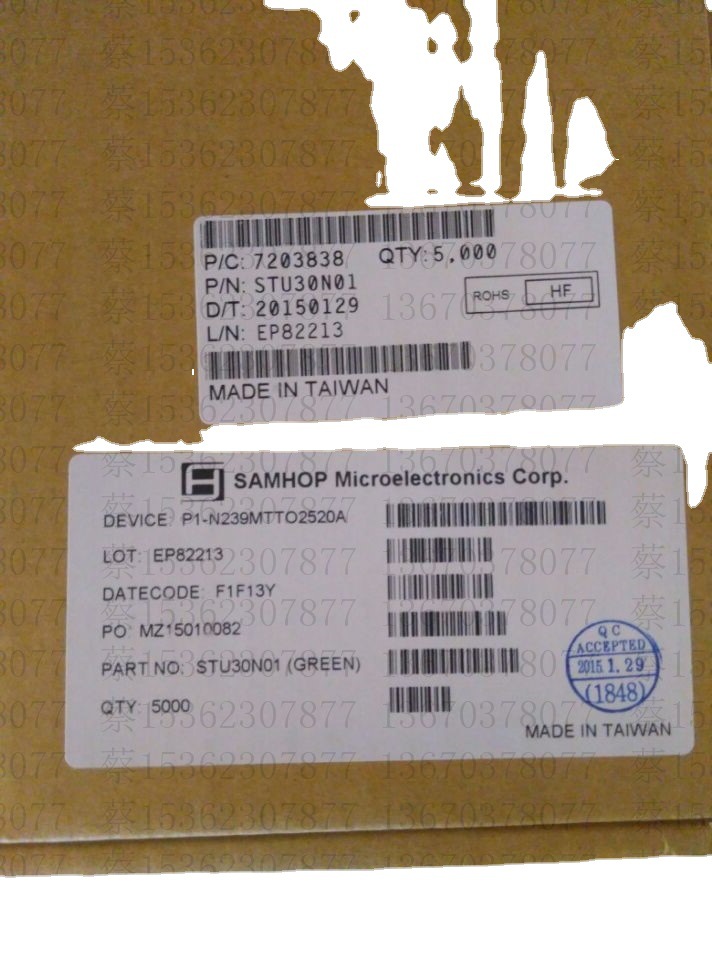 P/C: 7203838 QTY: 5,000
P/N: STU30N01
D/T: 20150129
L/N: EP82213
ROHS HF
MADE IN TAIWAN
SAMHOP Microelectronics Corp.
DEVICE: P1-N239MTTO2520A
LOT: EP82213
DATECODE: F1F13Y
PO: MZ15010082
PART NO: STU30N01 (GREEN)
QTY: 5000
QC
ACCEPTED
2015.1.29
(1848)
MADE IN TAIWAN
蔡15362307877 13670378077